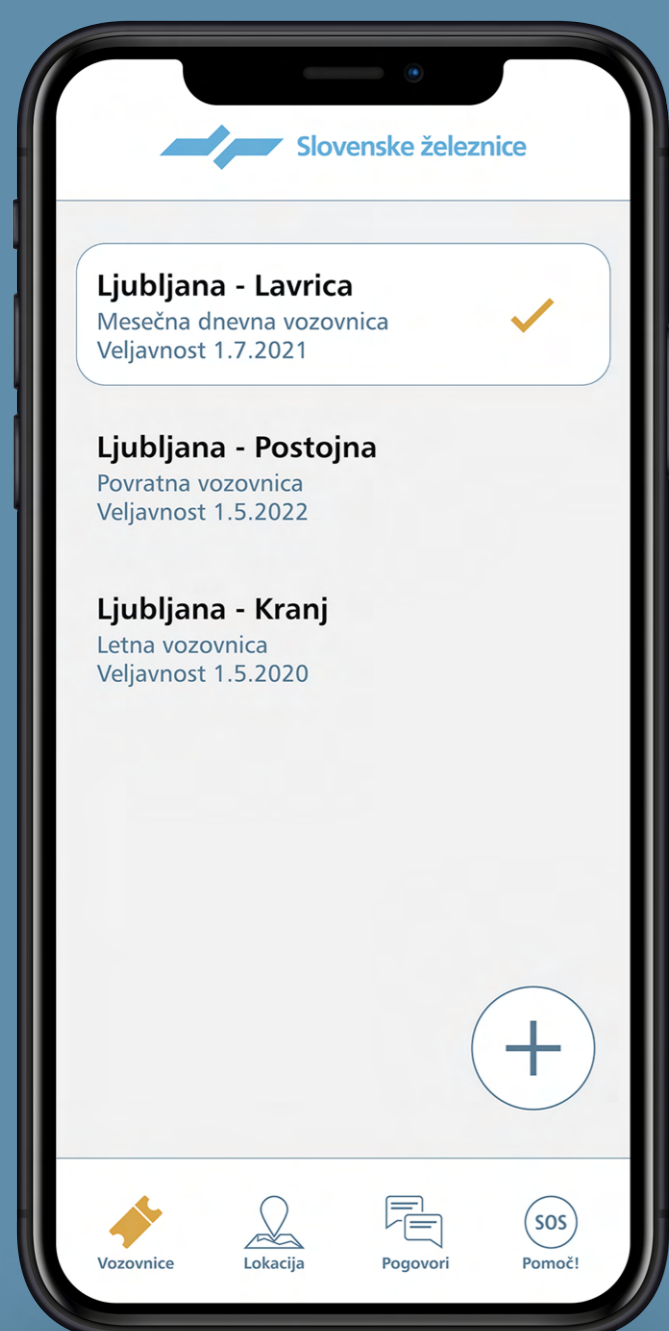 Slovenske železnice
Ljubljana - Lavrica
Mesečna dnevna vozovnica
Veljavnost 1.7.2021
Ljubljana - Postojna
Povratna vozovnica
Veljavnost 1.5.2022
Ljubljana - Kranj
Letna vozovnica
Veljavnost 1.5.2020
SOS
Vozovnice Lokacija Pogovori Pomoč!